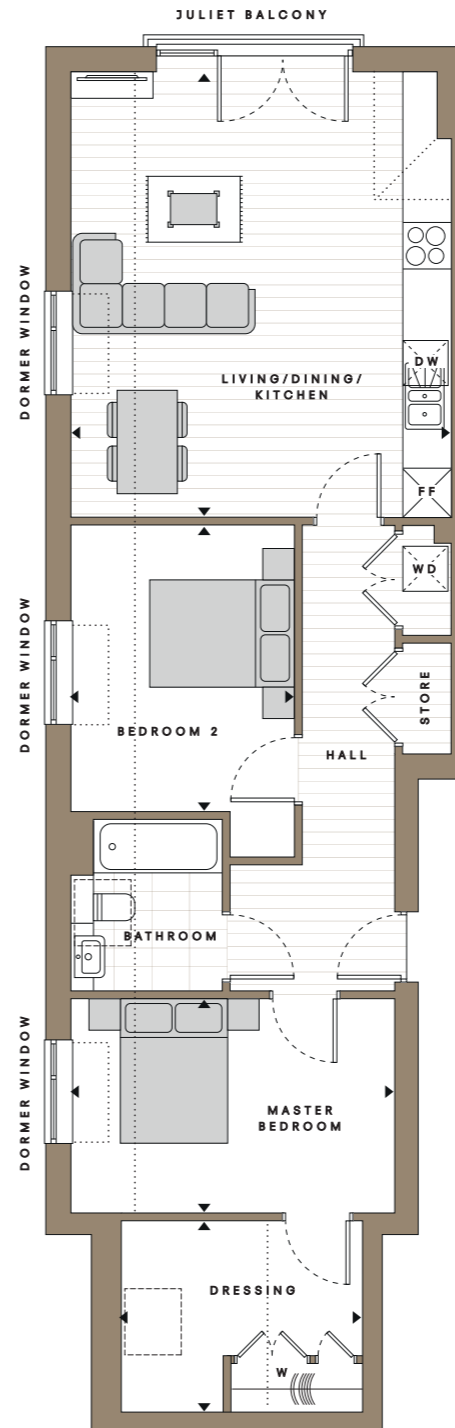 JULIET BALCONY
DORMER WINDOW
DW
LIVING/DINING/
KITCHEN
FF
WD
DORMER WINDOW
STORE
BEDROOM 2
HALL
BATHROOM
DORMER WINDOW
MASTER
BEDROOM
DRESSING
W